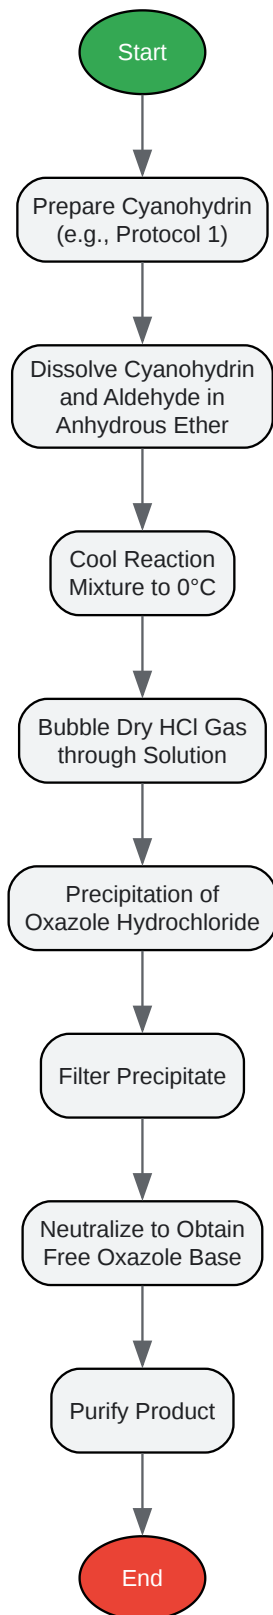 Start
Prepare Cyanohydrin
(e.g., Protocol 1)
Dissolve Cyanohydrin
and Aldehyde in
Anhydrous Ether
Cool Reaction
Mixture to 0°C
Bubble Dry HCl Gas
through Solution
Precipitation of
Oxazole Hydrochloride
Filter Precipitate
Neutralize to Obtain
Free Oxazole Base
Purify Product
End